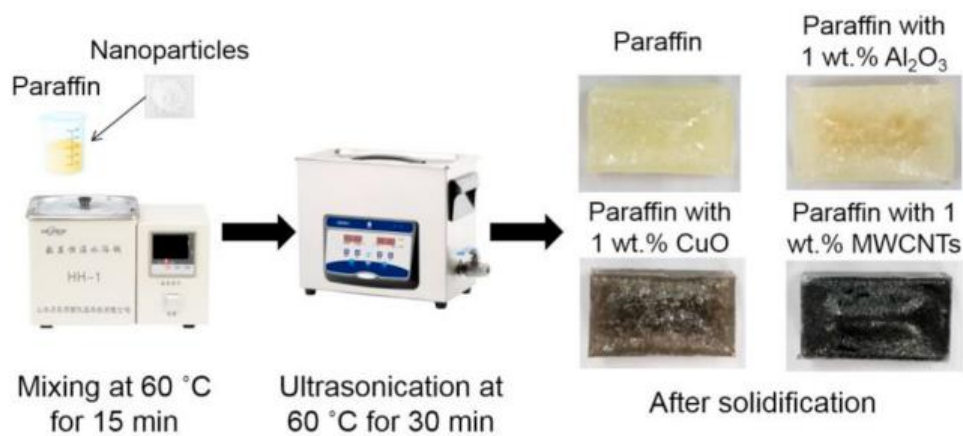 Nanoparticles
Paraffin
HH-1
Mixing at 60 ˚C
for 15 min
Ultrasonication at
60 ˚C for 30 min
Paraffin
Paraffin with
1 wt.% Al₂O₃
Paraffin with
1 wt.% CuO
Paraffin with 1
wt.% MWCNTs
After solidification